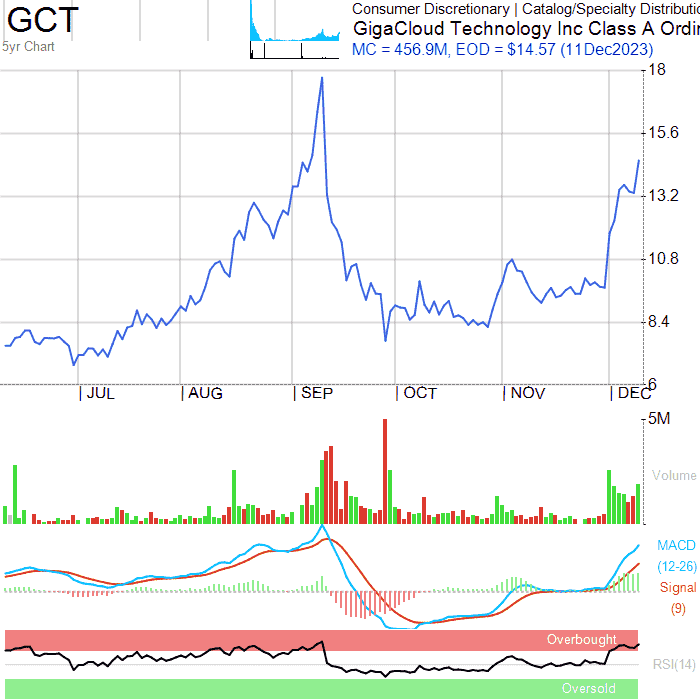 GCT
5yr Chart
Consumer Discretionary | Catalog/Specialty Distributio
GigaCloud Technology Inc Class A Ordin
MC = 456.9M, EOD = $14.57 (11Dec2023)
18
15.6
13.2
10.8
8.4
6
JUL AUG SEP OCT NOV DEC
5M
Volume
MACD
(12-26)
Signal
(9)
Overbought
RSI(14)
Oversold